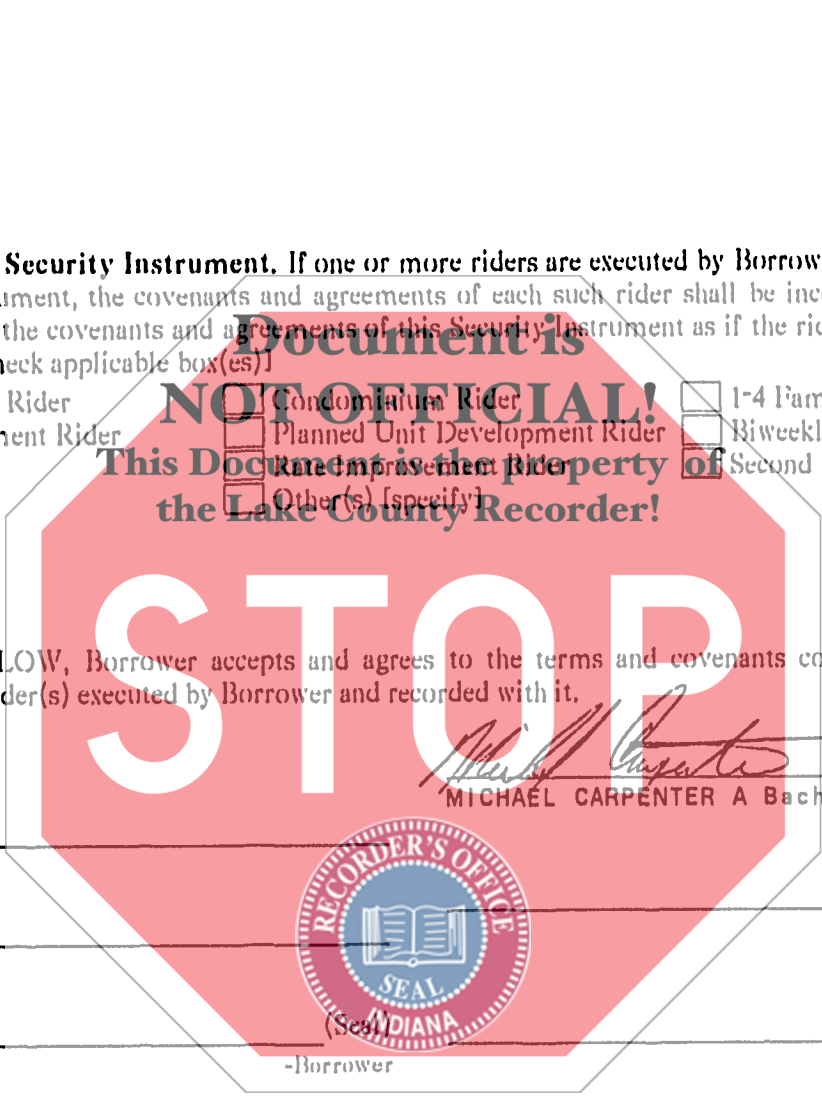 Security Instrument. If one or more riders are executed by Borrow
ument, the covenants and agreements of each such rider shall be inc
the covenants and agreements of this Security Instrument as if the ri
eck applicable box(es)]
Rider Condominium Rider 1-4 Fam
ent Rider Planned Unit Development Rider Biweekl
Rate Improvement Rider Second
Other(s) [specify]
Document is
NOT OFFICIAL!
This Document is the property of
the Lake County Recorder!
STOP
LOW, Borrower accepts and agrees to the terms and covenants co
der(s) executed by Borrower and recorded with it.
Michael Carpenter
MICHAEL CARPENTER A Bach
RECORDER'S OFFICE
SEAL
INDIANA
(Seal)
-Borrower